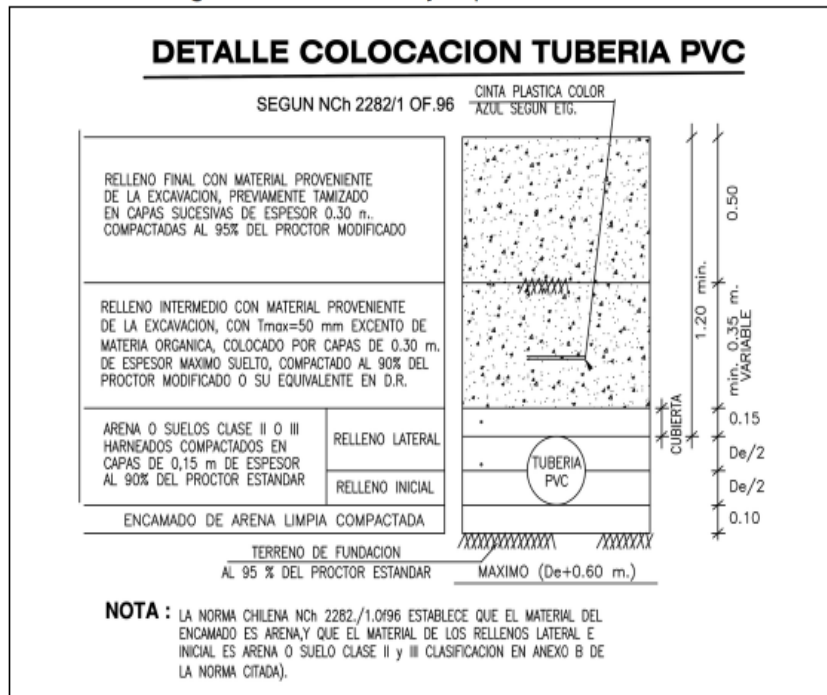 DETALLE COLOCACION TUBERIA PVC
SEGUN NCh 2282/1 OF.96
CINTA PLASTICA COLOR
AZUL SEGUN ETG.
RELLENO FINAL CON MATERIAL PROVENIENTE
DE LA EXCAVACION, PREVIAMENTE TAMIZADO
EN CAPAS SUCESIVAS DE ESPESOR 0.30 m..
COMPACTADAS AL 95% DEL PROCTOR MODIFICADO
0.50
RELLENO INTERMEDIO CON MATERIAL PROVENIENTE
DE LA EXCAVACION, CON Tmax=50 mm EXCENTO DE
MATERIA ORGANICA, COLOCADO POR CAPAS DE 0.30 m.
DE ESPESOR MAXIMO SUELTO, COMPACTADO AL 90% DEL
PROCTOR MODIFICADO O SU EQUIVALENTE EN D.R.
1.20 min.
min. 0.35 m.
VARIABLE
ARENA O SUELOS CLASE II O III
HARNEADOS COMPACTADOS EN
CAPAS DE 0,15 m DE ESPESOR
AL 90% DEL PROCTOR ESTANDAR
RELLENO LATERAL
RELLENO INICIAL
TUBERIA
PVC
CUBIERTA
0.15
De/2
De/2
0.10
ENCAMADO DE ARENA LIMPIA COMPACTADA
TERRENO DE FUNDACION
AL 95 % DEL PROCTOR ESTANDAR
MAXIMO (De+0.60 m.)
NOTA : LA NORMA CHILENA NCh 2282./1.0f96 ESTABLECE QUE EL MATERIAL DEL
ENCAMADO ES ARENA,Y QUE EL MATERIAL DE LOS RELLENOS LATERAL E
INICIAL ES ARENA O SUELO CLASE II y III CLASIFICACION EN ANEXO B DE
LA NORMA CITADA).